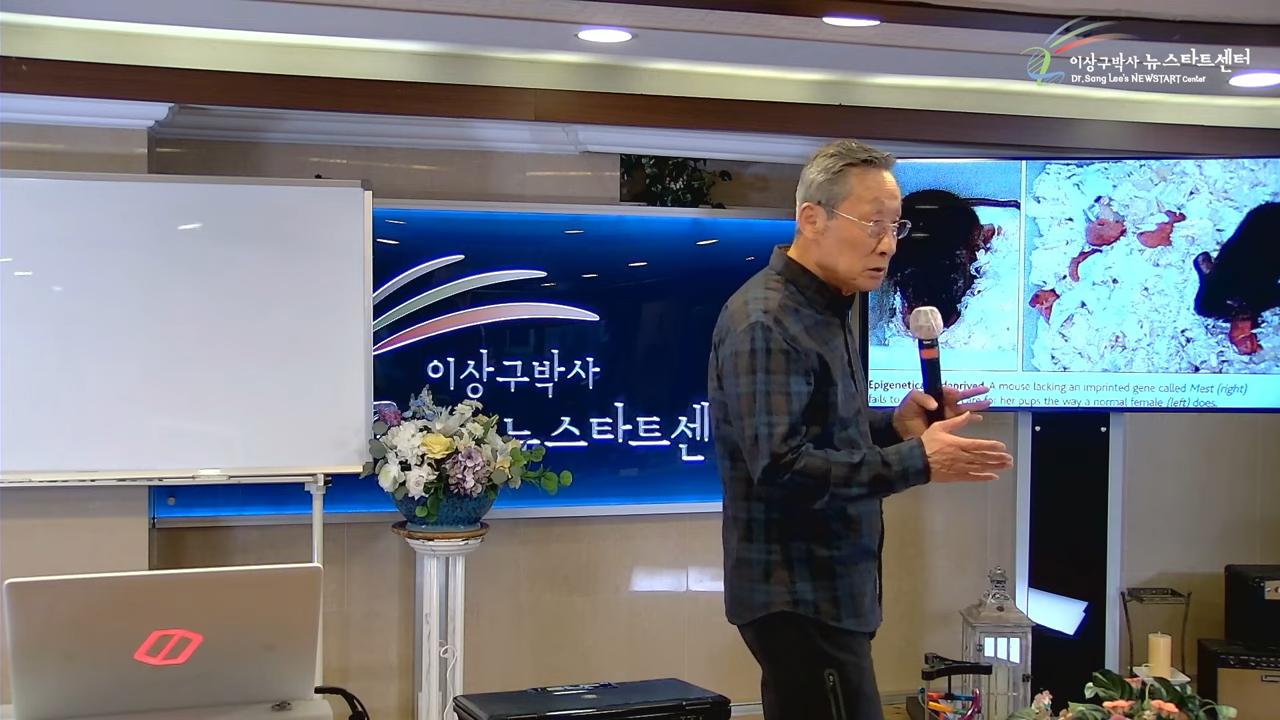 이상구박사 뉴스타트센터
Dr. Sang Lee's NEWSTART Center
이상구박사
뉴스타트센
A mouse lacking an imprinted gene called Mest (right)
fails to
for her pups the way a normal female (left) does.